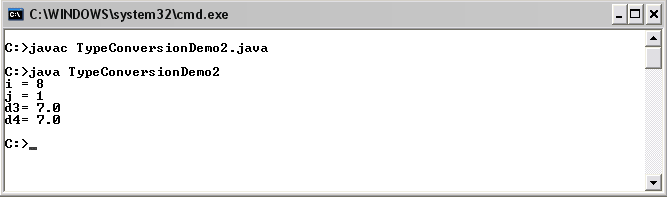 C:\WINDOWS\system32\cmd.exe
C:>javac TypeConversionDemo2.java
C:>java TypeConversionDemo2
i = 8
j = 1
d3= 7.0
d4= 7.0
C:>_